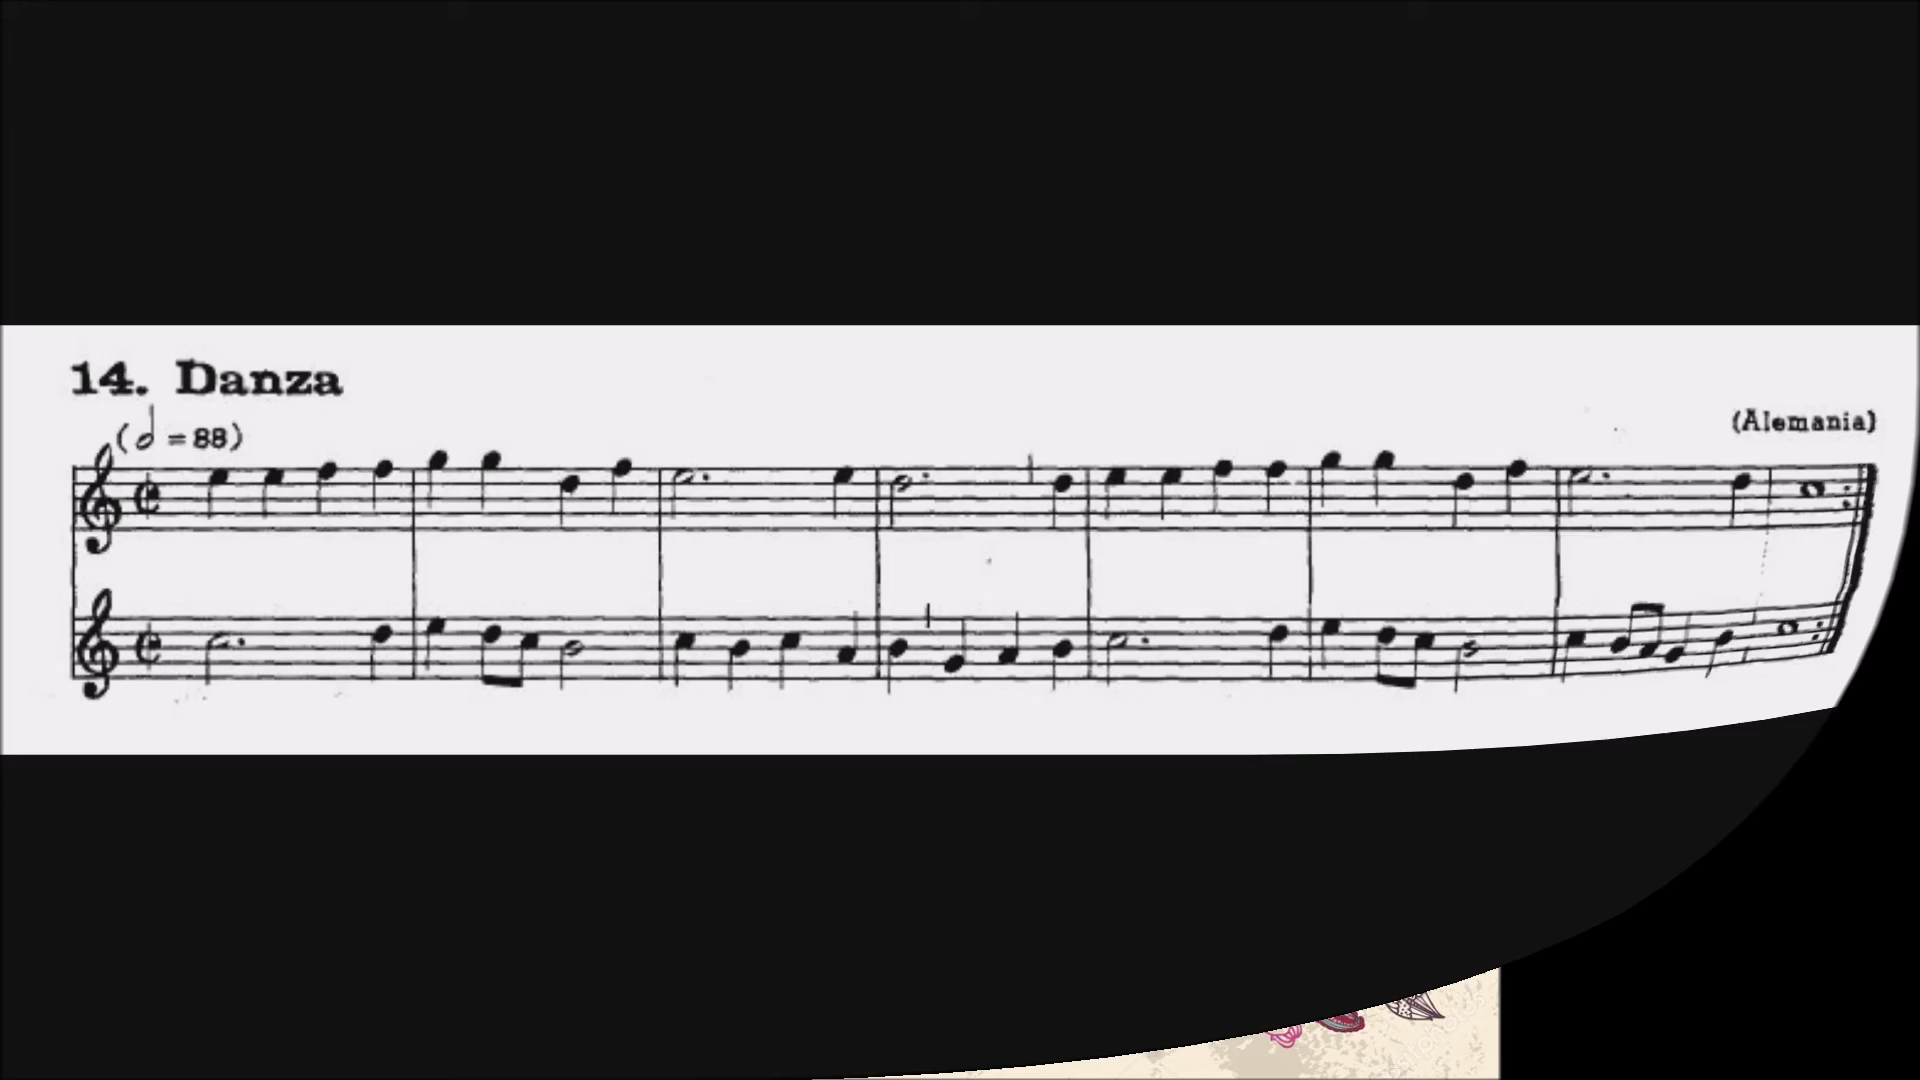 14. Danza
(𝅗𝅥 = 88)
(Alemania)